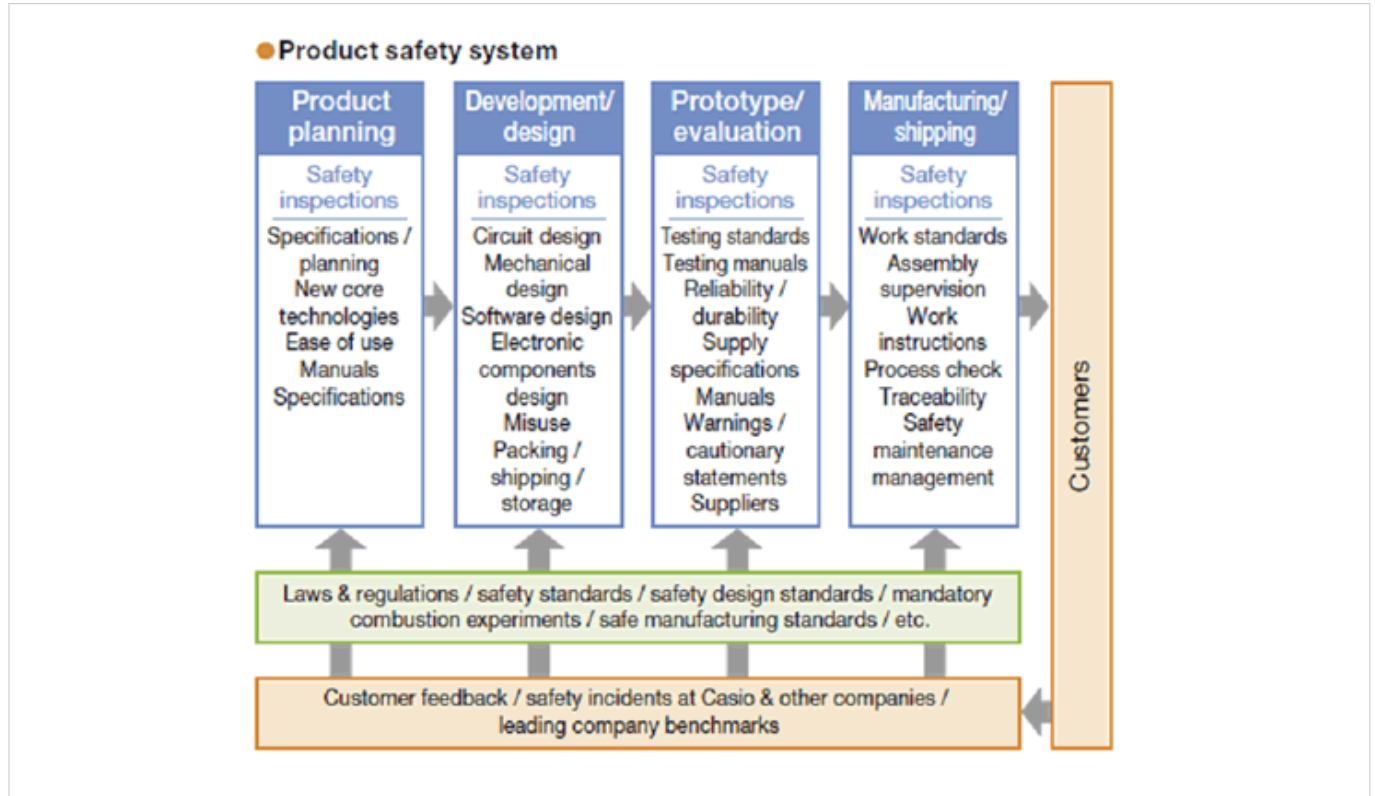 Product safety system
Product
planning
Safety
inspections
Specifications /
planning
New core
technologies
Ease of use
Manuals
Specifications
Development/
design
Safety
inspections
Circuit design
Mechanical
design
Software design
Electronic
components
design
Misuse
Packing /
shipping /
storage
Prototype/
evaluation
Safety
inspections
Testing standards
Testing manuals
Reliability /
durability
Supply
specifications
Manuals
Warnings /
cautionary
statements
Suppliers
Manufacturing/
shipping
Safety
inspections
Work standards
Assembly
supervision
Work
instructions
Process check
Traceability
Safety
maintenance
management
Customers
Laws & regulations / safety standards / safety design standards / mandatory
combustion experiments / safe manufacturing standards / etc.
Customer feedback / safety incidents at Casio & other companies /
leading company benchmarks